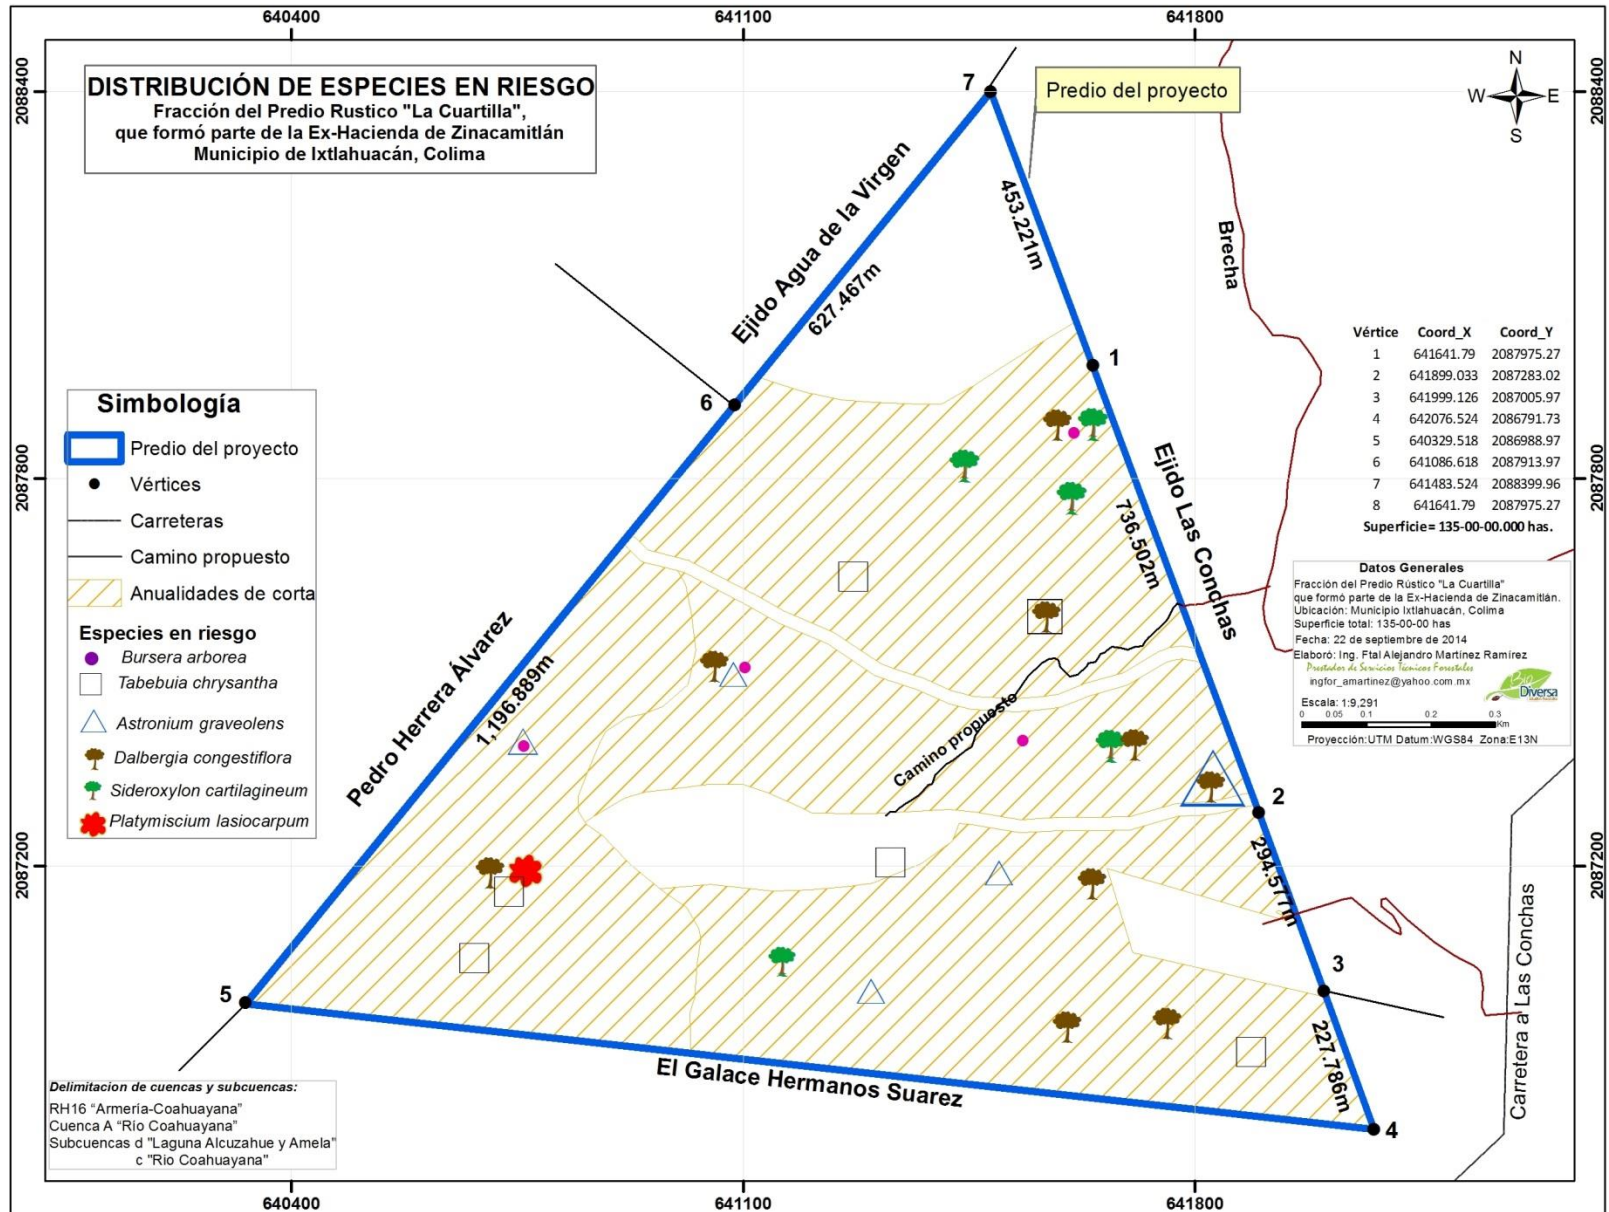 640400
641100
641800
2088400
2088400
DISTRIBUCIÓN DE ESPECIES EN RIESGO
Fracción del Predio Rustico "La Cuartilla",
que formó parte de la Ex-Hacienda de Zinacamitlán
Municipio de Ixtlahuacán, Colima
7
Predio del proyecto
N
W
E
S
Ejido Agua de la Virgen
627.467m
453.221m
Brecha
1
6
Vértice Coord_X Coord_Y
1 641641.79 2087975.27
2 641899.033 2087283.02
3 641999.126 2087005.97
4 642076.524 2086791.73
5 640329.518 2086988.97
6 641086.618 2087913.97
7 641483.524 2088399.96
8 641641.79 2087975.27
Superficie= 135-00-00.000 has.
Simbología
Predio del proyecto
Vértices
Carreteras
Camino propuesto
Anualidades de corta
Especies en riesgo
Bursera arborea
Tabebuia chrysantha
Astronium graveolens
Dalbergia congestiflora
Sideroxylon cartilagineum
Platymiscium lasiocarpum
2087800
2087800
Ejido Las Conchas
736.502m
Datos Generales
Fracción del Predio Rústico "La Cuartilla"
que formó parte de la Ex-Hacienda de Zinacamitlán.
Ubicación: Municipio Ixtlahuacán, Colima
Superficie total: 135-00-00 has
Fecha: 22 de septiembre de 2014
Elaboró: Ing. Ftal Alejandro Martínez Ramírez
Prestador de Servicios Técnicos Forestales
ingfor_amartinez@yahoo.com.mx
Bio
Diversa
Escala: 1:9,291
0 0.05 0.1 0.2 0.3
Km
Proyección:UTM Datum:WGS84 Zona:E13N
Pedro Herrera Álvarez
1,196.889m
Camino propuesto
2
2087200
2087200
294.577m
3
5
227.786m
4
El Galace Hermanos Suarez
Carretera al Las Conchas
Delimitacion de cuencas y subcuencas:
RH16 “Armería-Coahuayana”
Cuenca A “Río Coahuayana”
Subcuencas d "Laguna Alcuzahue y Amela"
c "Rio Coahuayana"
640400
641100
641800